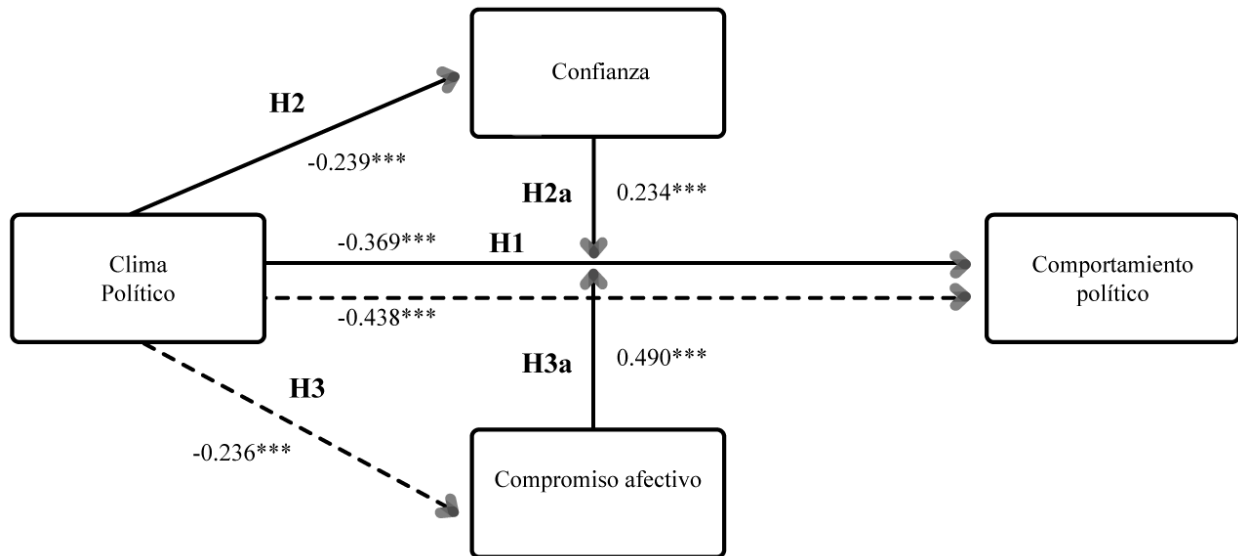 Confianza
H2
-0.239***
H2a
0.234***
Clima
Político
-0.369***
H1
-0.438***
Comportamiento
político
H3
-0.236***
H3a
0.490***
Compromiso afectivo